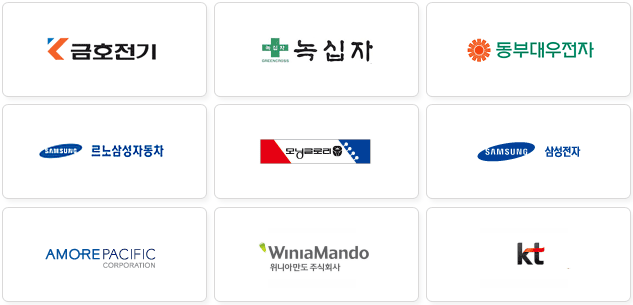 금호전기
녹십자
GREENCROSS
동부대우전자
SAMSUNG 르노삼성자동차
모닝글로리
SAMSUNG 삼성전자
AMOREPACIFIC
CORPORATION
WiniaMando
위니아만도 주식회사
kt